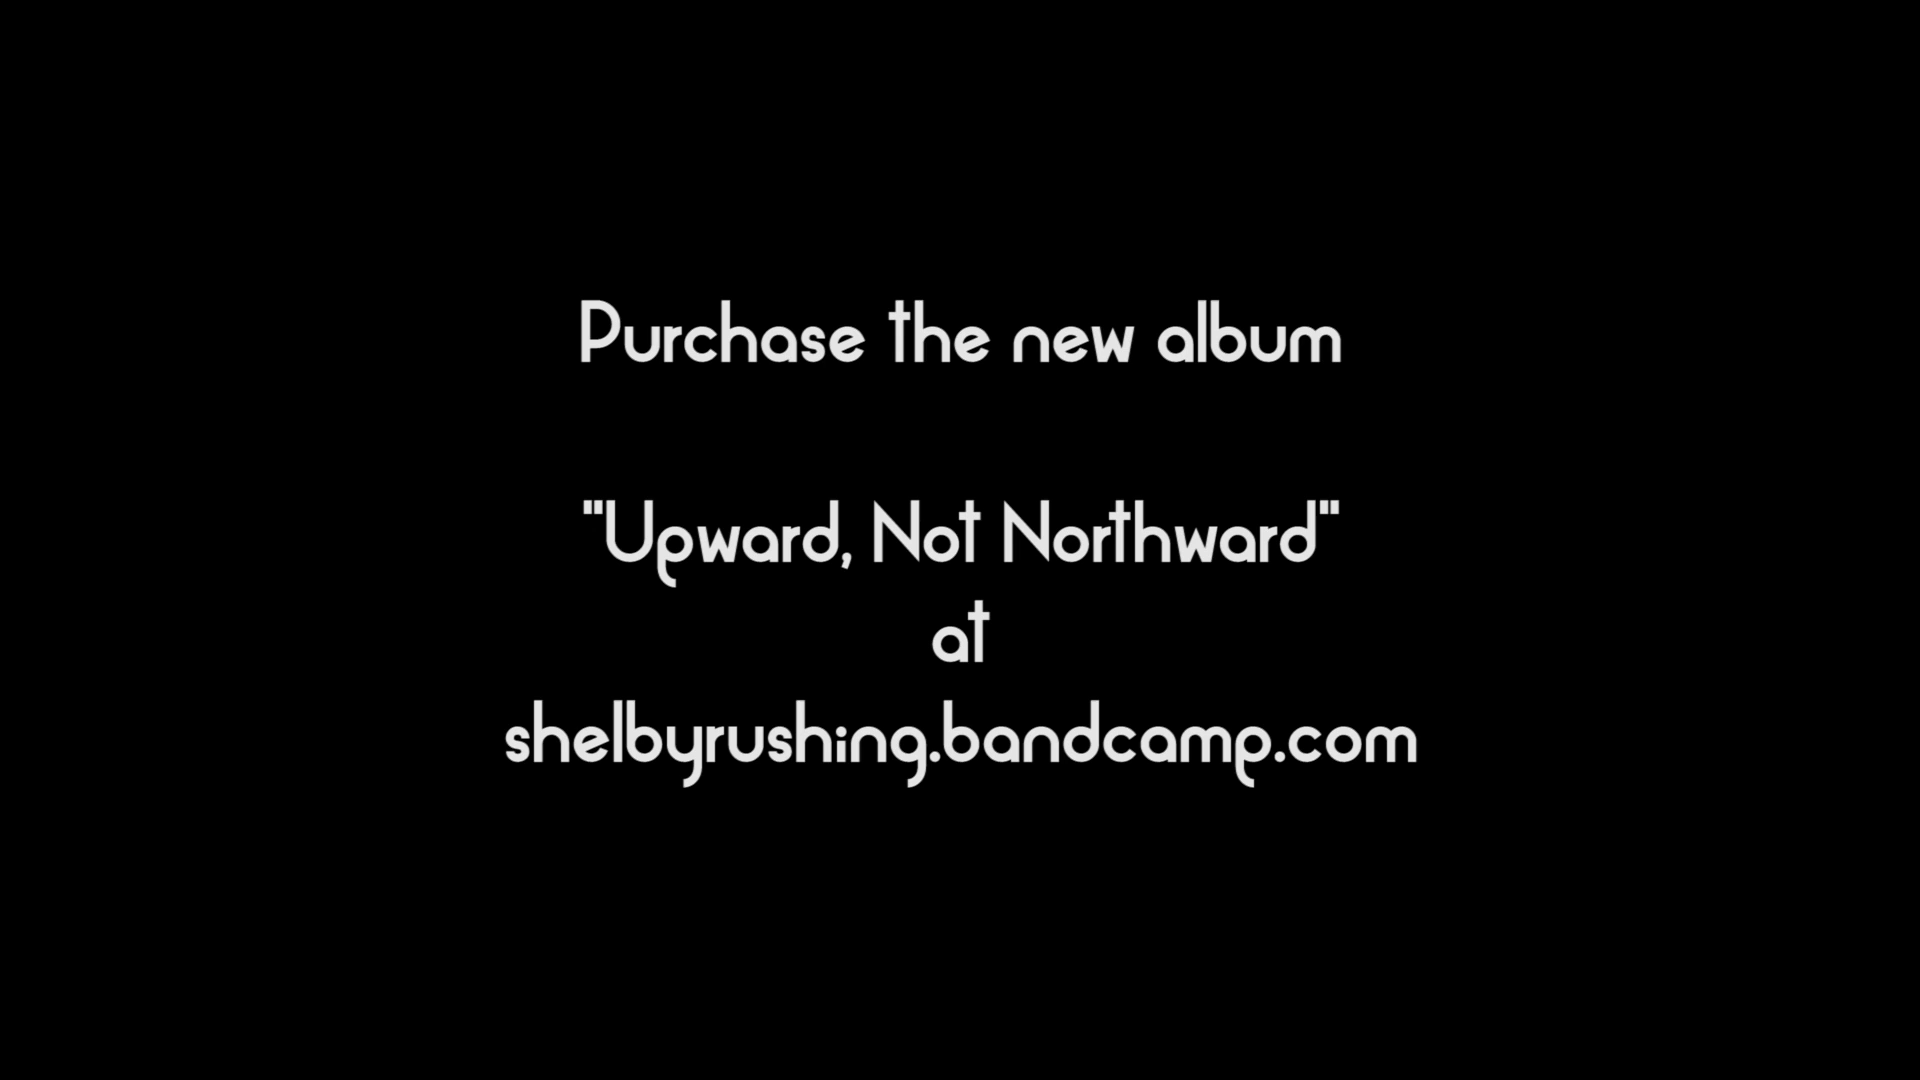 Purchase the new album
"Upward, Not Northward"
at
shelbyrushing.bandcamp.com